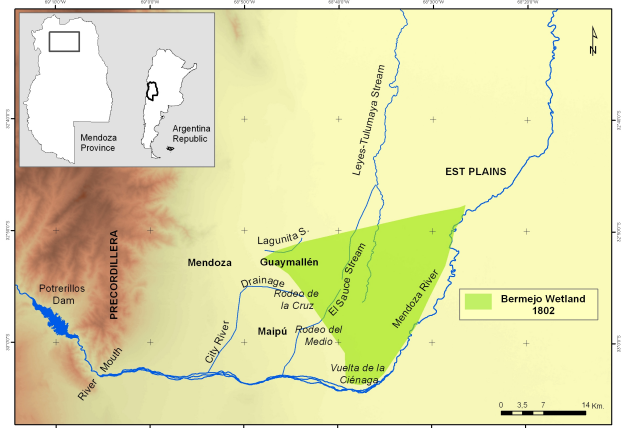 Mendoza
Province
Argentina
Republic
N
Leyes-Tulumaya Stream
EST PLAINS
PRECORDILLERA
Lagunita S.
Mendoza
Guaymallén
Potrerillos
Dam
Drainage
Rodeo de
la Cruz
El Sauce Stream
Mendoza River
Bermejo Wetland
1802
City River
Maipú
Rodeo del
Medio
River Mouth
Vuelta de la
Ciénaga
0 3.5 7 14 Km.